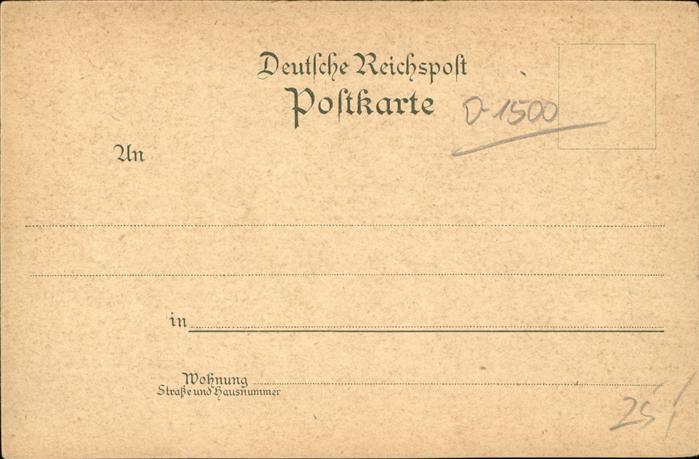 Deutsche Reichspost
Postkarte
D-1500
An
in
Wohnung
Straße und Hausnummer
25